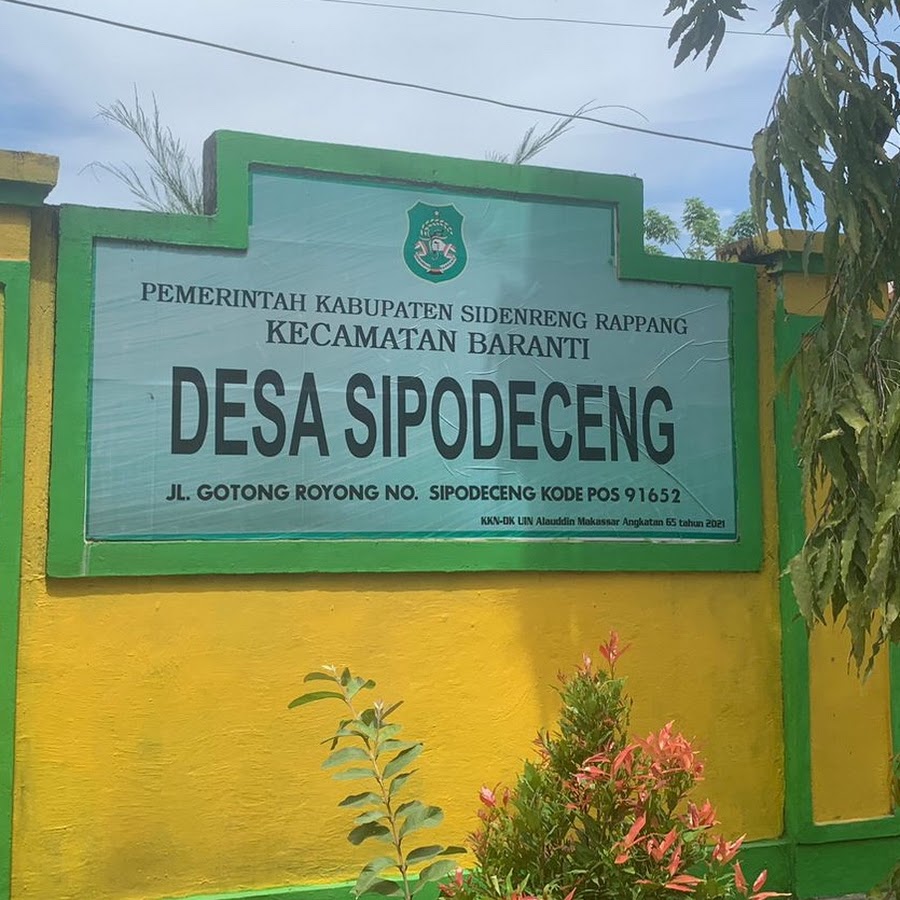 PEMERINTAH KABUPATEN SIDENRENG RAPPANG
KECAMATAN BARANTI
DESA SIPODECENG
JL. GOTONG ROYONG NO. SIPODECENG KODE POS 91652
KKN-DK UIN Alauddin Makassar Angkatan 65 tahun 2021